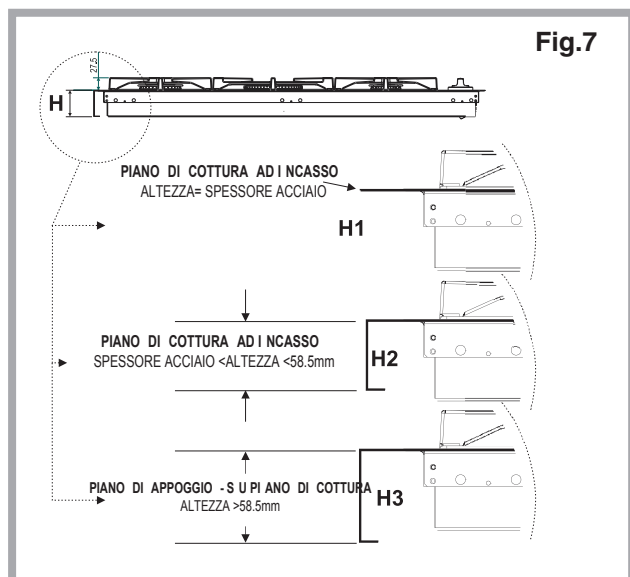 Fig.7
27,5
H
PIANO DI COTTURA AD I NCASSO
ALTEZZA= SPESSORE ACCIAIO
H1
PIANO DI COTTURA AD I NCASSO
SPESSORE ACCIAIO <ALTEZZA <58.5mm
H2
PIANO DI APPOGGIO - S U PI ANO DI COTTURA
ALTEZZA >58.5mm
H3